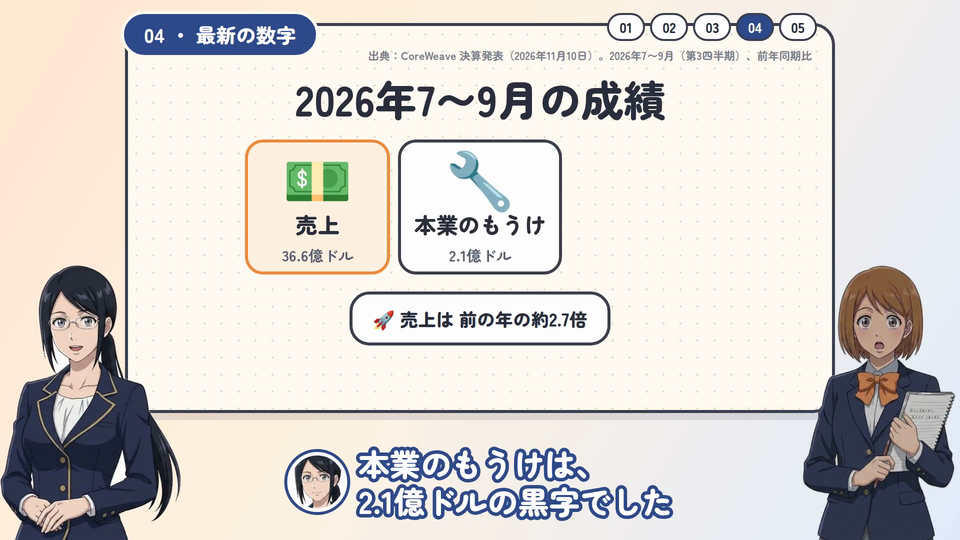 04 ・ 最新の数字
01 02 03 04 05
出典：CoreWeave 決算発表（2026年11月10日）。2026年7〜9月（第3四半期）、前年同期比
2026年7〜9月の成績
売上
36.6億ドル
本業のもうけ
2.1億ドル
売上は 前の年の約2.7倍
本業のもうけは、
2.1億ドルの黒字でした